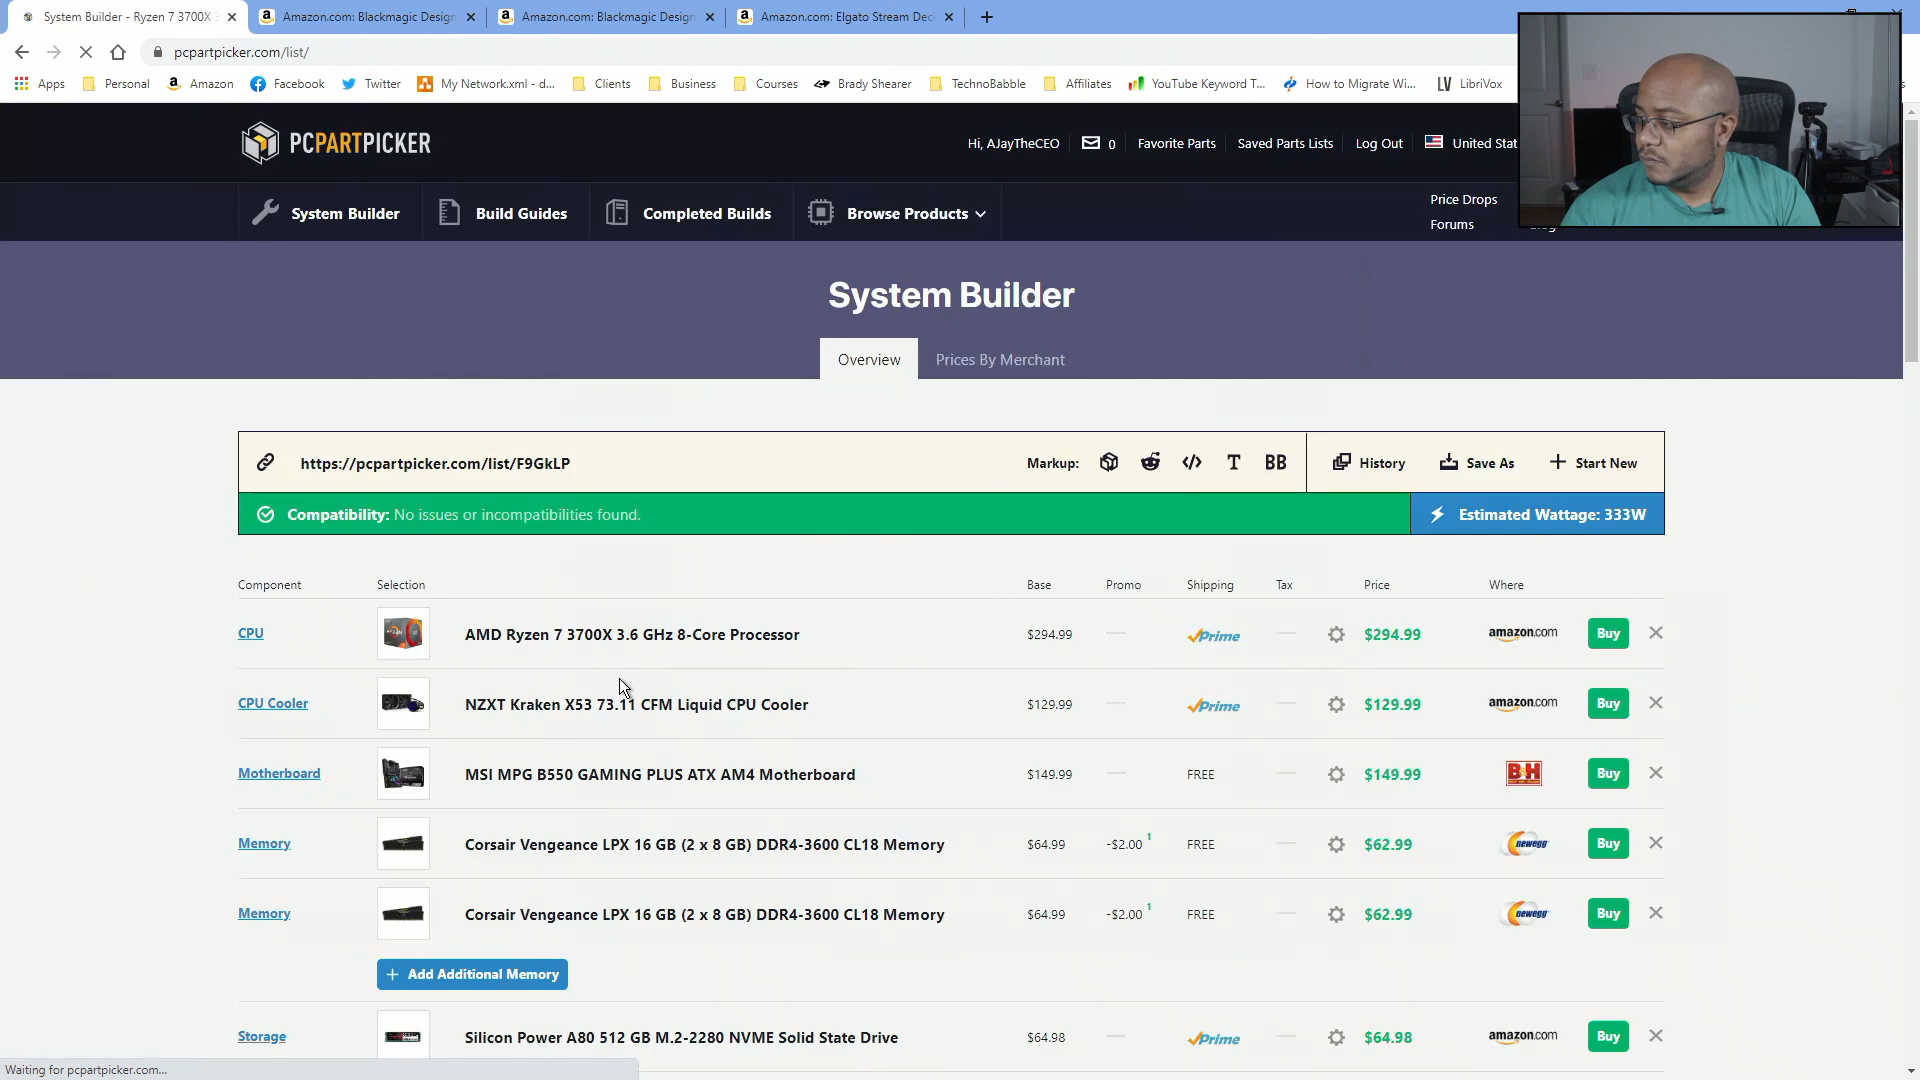 System Builder - Ryzen 7 3700X 3
Amazon.com: Blackmagic Design
Amazon.com: Blackmagic Design
Amazon.com: Elgato Stream Dec
pcpartpicker.com/list/
Apps
Personal
Amazon
Facebook
Twitter
My Network.xml - d...
Clients
Business
Courses
Brady Shearer
TechnoBabble
Affiliates
YouTube Keyword T...
How to Migrate Wi...
LV LibriVox
PCPARTPICKER
Hi, AJayTheCEO
0
Favorite Parts
Saved Parts Lists
Log Out
United Stat
System Builder
Build Guides
Completed Builds
Browse Products
Price Drops
Forums
System Builder
Overview
Prices By Merchant
https://pcpartpicker.com/list/F9GkLP
Markup:
T
BB
History
Save As
Start New
Compatibility: No issues or incompatibilities found.
Estimated Wattage: 333W
Component Selection Base Promo Shipping Tax Price Where
CPU AMD Ryzen 7 3700X 3.6 GHz 8-Core Processor $294.99 Prime $294.99 amazon.com Buy
CPU Cooler NZXT Kraken X53 73.11 CFM Liquid CPU Cooler $129.99 Prime $129.99 amazon.com Buy
Motherboard MSI MPG B550 GAMING PLUS ATX AM4 Motherboard $149.99 FREE $149.99 B&H Buy
Memory Corsair Vengeance LPX 16 GB (2 x 8 GB) DDR4-3600 CL18 Memory $64.99 -$2.00 1 FREE $62.99 newegg Buy
Memory Corsair Vengeance LPX 16 GB (2 x 8 GB) DDR4-3600 CL18 Memory $64.99 -$2.00 1 FREE $62.99 newegg Buy
+ Add Additional Memory
Storage Silicon Power A80 512 GB M.2-2280 NVME Solid State Drive $64.98 Prime $64.98 amazon.com Buy
Waiting for pcpartpicker.com...